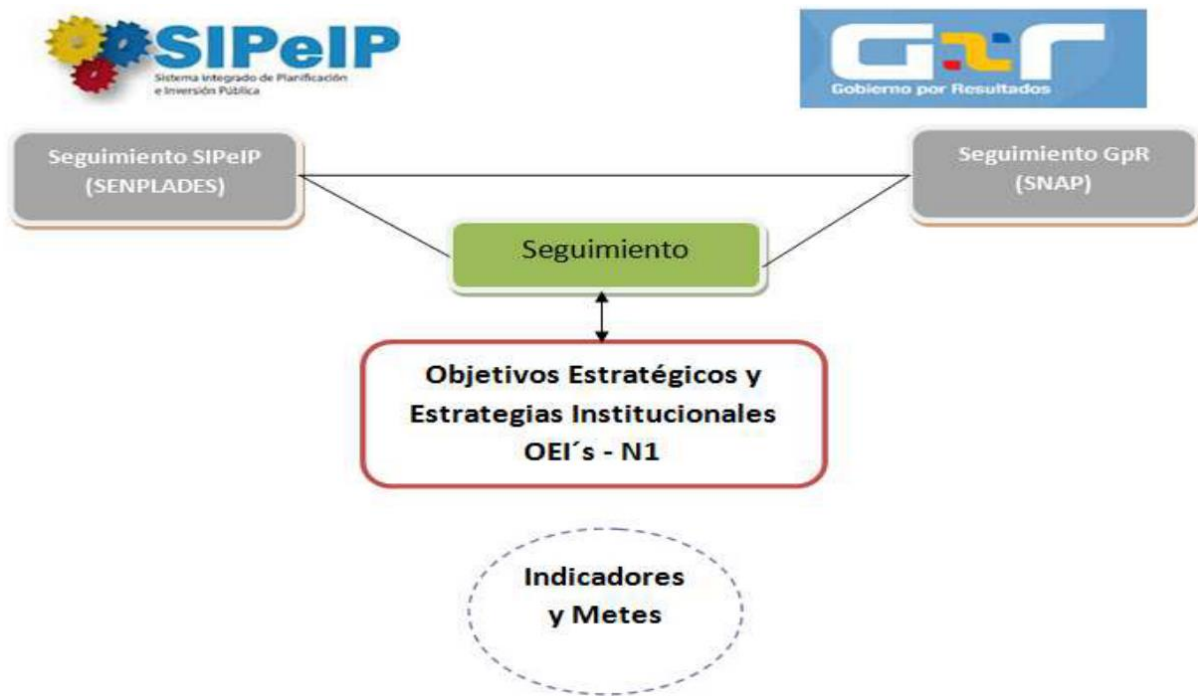 SIPeIP
Sistema Integrado de Planificación
e Inversión Pública
GPR
Gobierno por Resultados
Seguimiento SIPeIP
(SENPLADES)
Seguimiento GpR
(SNAP)
Seguimiento
Objetivos Estratégicos y
Estrategias Institucionales
OEI´s - N1
Indicadores
y Metes